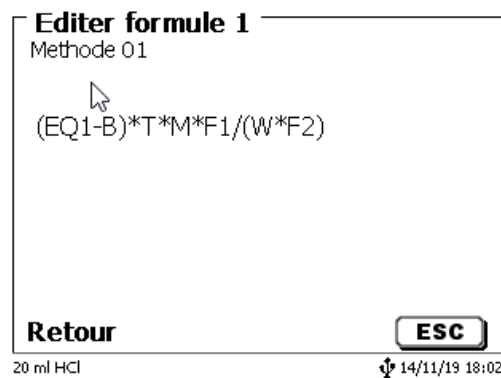 Editer formule 1
Methode 01
(EQ1-B)*T*M*F1/(W*F2)
Retour
ESC
20 ml HCl
14/11/19 18:02